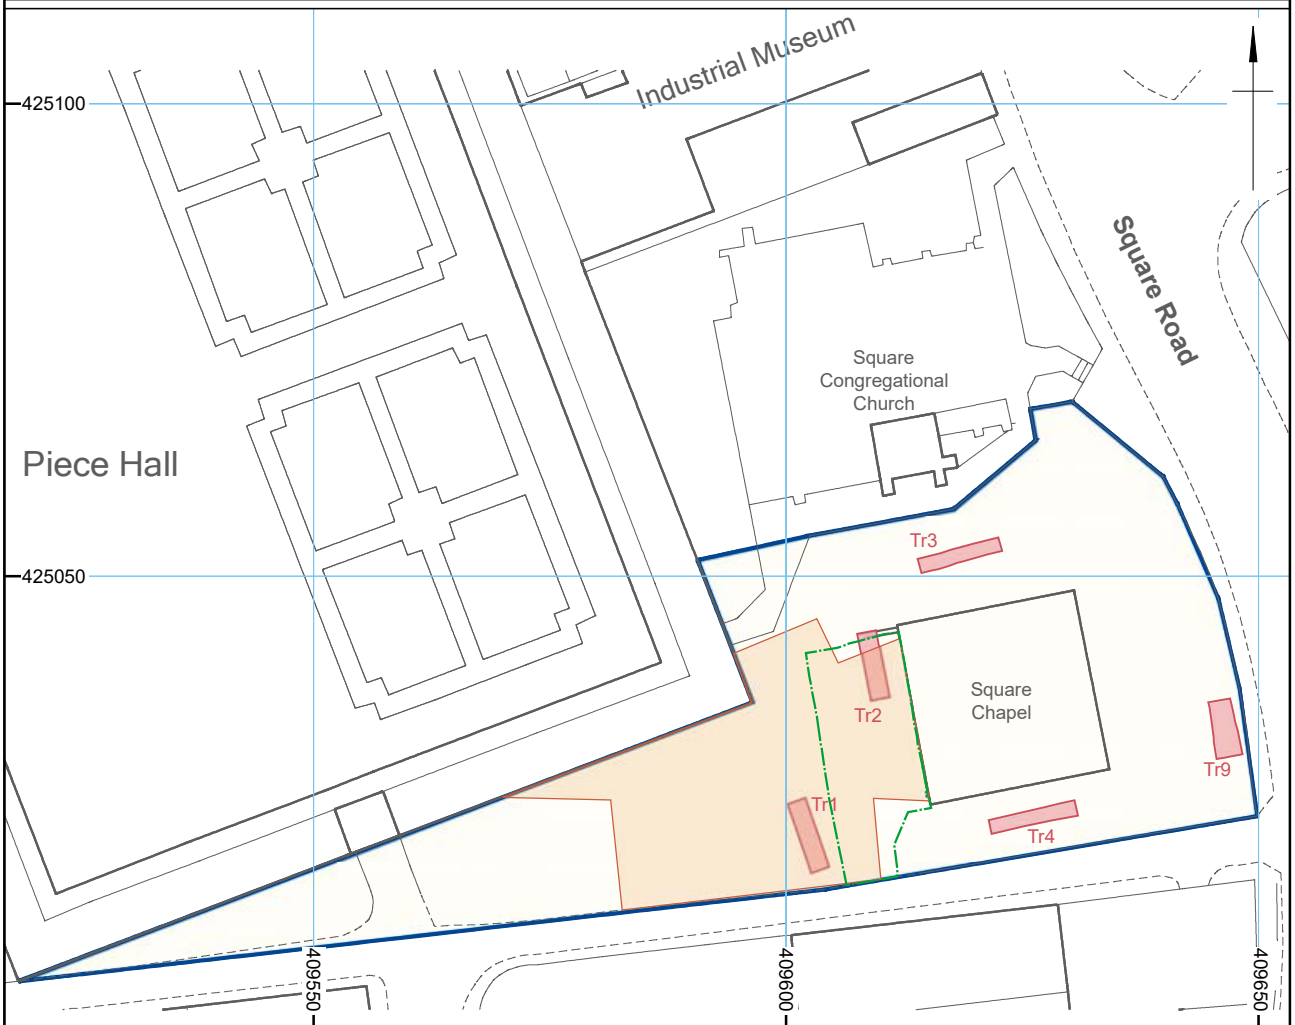 Industrial Museum
425100
Square Road
Square
Congregational
Church
Piece Hall
Tr3
425050
Square
Chapel
Tr2
Tr9
Tr1
Tr4
409550
409600
409650